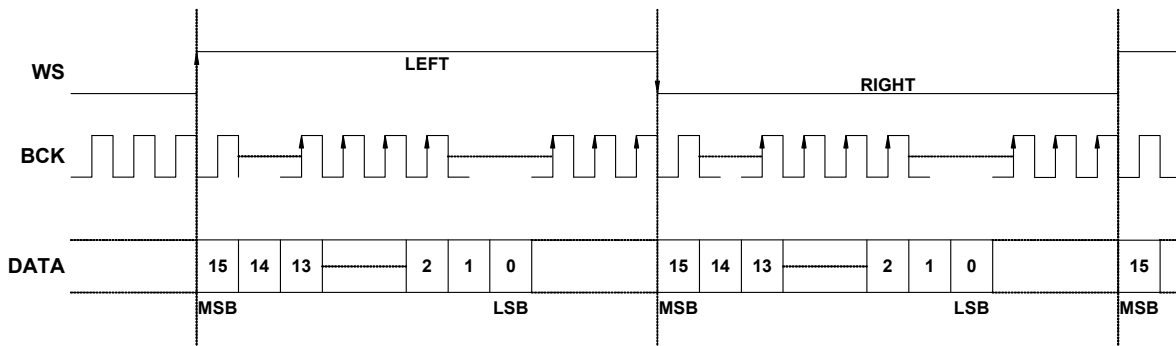 LEFT
WS
RIGHT
BCK
DATA
15 14 13 2 1 0 15 14 13 2 1 0 15
MSB LSB MSB LSB MSB